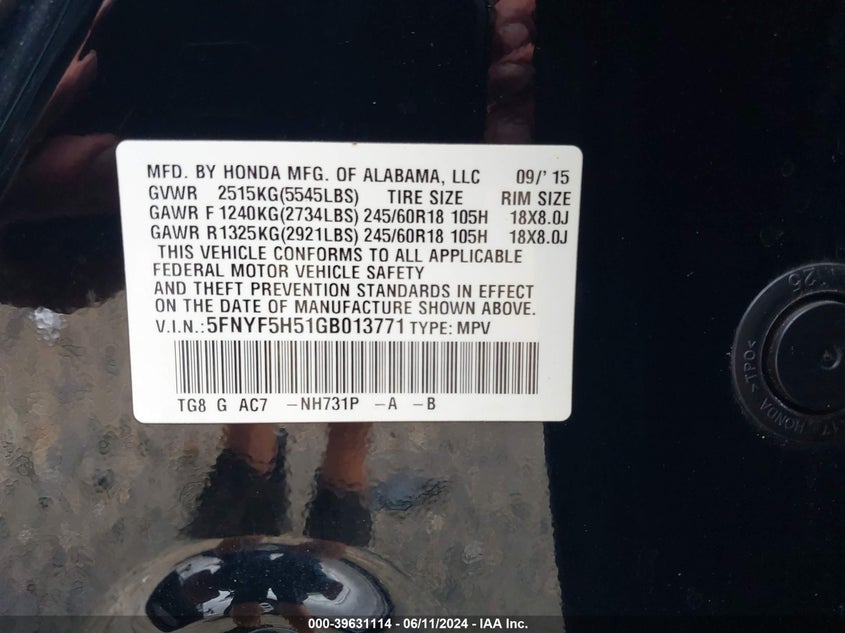 MFD. BY HONDA MFG. OF ALABAMA, LLC 09/' 15
GVWR 2515KG(5545LBS) TIRE SIZE RIM SIZE
GAWR F 1240KG(2734LBS) 245/60R18 105H 18X8.0J
GAWR R 1325KG(2921LBS) 245/60R18 105H 18X8.0J
THIS VEHICLE CONFORMS TO ALL APPLICABLE
FEDERAL MOTOR VEHICLE SAFETY
AND THEFT PREVENTION STANDARDS IN EFFECT
ON THE DATE OF MANUFACTURE SHOWN ABOVE.
V.I.N.: 5FNYF5H51GB013771 TYPE: MPV
TG8 G AC7 -NH731P -A -B
HONDA >TPO<
000-39631114 - 06/11/2024 - IAA Inc.